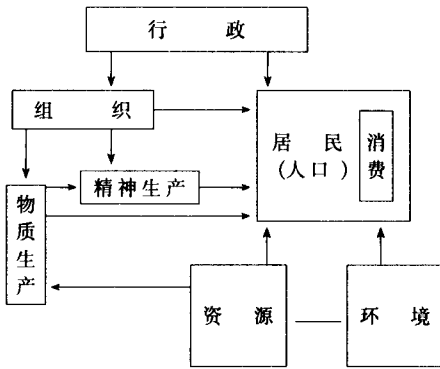 行 政
组 织
居 民
(人口)
消费
精神生产
物质生产
资 源
环 境